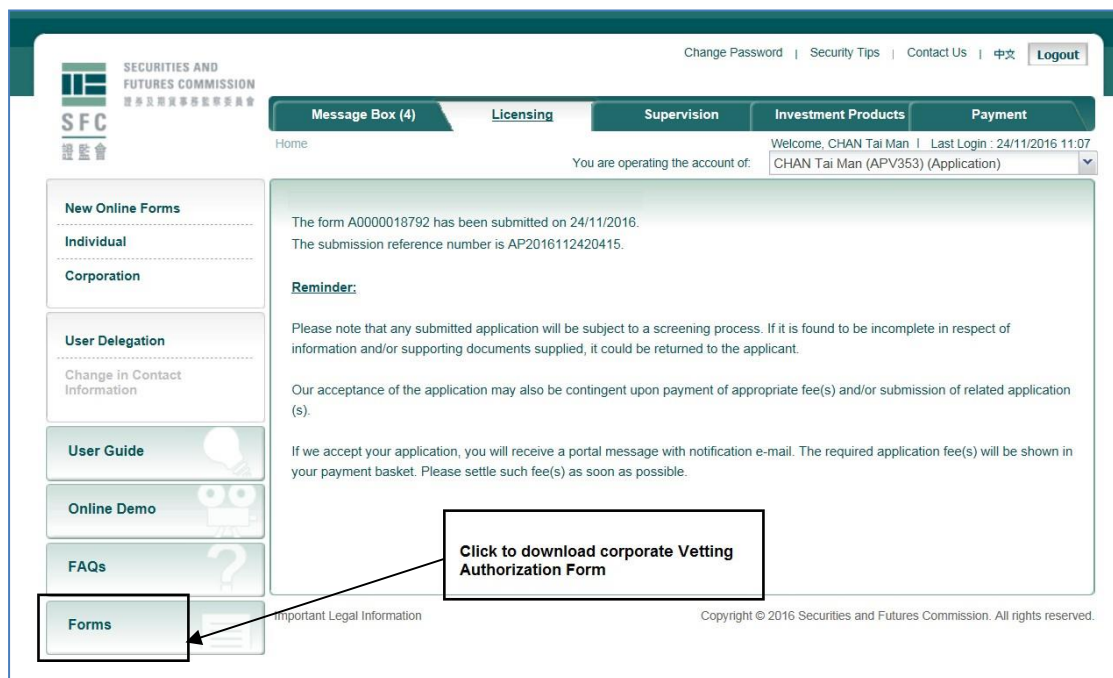 Change Password | Security Tips | Contact Us | 中文 Logout
SECURITIES AND
FUTURES COMMISSION
證券及期貨事務監察委員會
SFC
證監會
Message Box (4) Licensing Supervision Investment Products Payment
Home Welcome, CHAN Tai Man | Last Login : 24/11/2016 11:07
You are operating the account of: CHAN Tai Man (APV353) (Application)
New Online Forms
Individual
Corporation
User Delegation
Change in Contact
Information
User Guide
Online Demo
FAQs
Forms
The form A0000018792 has been submitted on 24/11/2016.
The submission reference number is AP2016112420415.
Reminder:
Please note that any submitted application will be subject to a screening process. If it is found to be incomplete in respect of
information and/or supporting documents supplied, it could be returned to the applicant.
Our acceptance of the application may also be contingent upon payment of appropriate fee(s) and/or submission of related application
(s).
If we accept your application, you will receive a portal message with notification e-mail. The required application fee(s) will be shown in
your payment basket. Please settle such fee(s) as soon as possible.
Click to download corporate Vetting
Authorization Form
Important Legal Information Copyright © 2016 Securities and Futures Commission. All rights reserved.